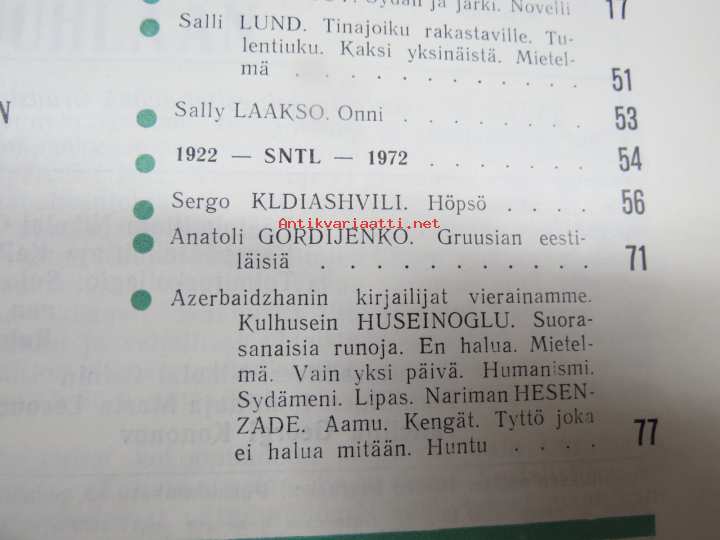 Sydän ja järki. Novelli 17
Salli LUND. Tinajoiku rakastaville. Tu-
lentiuku. Kaksi yksinäistä. Mietel-
mä . . . . . . . . . . . . 51
N
Sally LAAKSO. Onni . . . . . . . 53
1922 — SNTL — 1972 . . . . . . 54
Sergo KLDIASHVILI. Höpsö . . . . 56
Antikvariaatti.net
Anatoli GORDIJENKO. Gruusian eesti-
läisiä . . . . . . . . . . . 71
Azerbaidzhanin kirjailijat vierainamme.
Kulhusein HUSEINOGLU. Suora-
sanaisia runoja. En halua. Mietel-
mä. Vain yksi päivä. Humanismi.
Sydämeni. Lipas. Nariman HESEN-
ZADE. Aamu. Kengät. Tyttö joka
ei halua mitään. Huntu . . . . 77